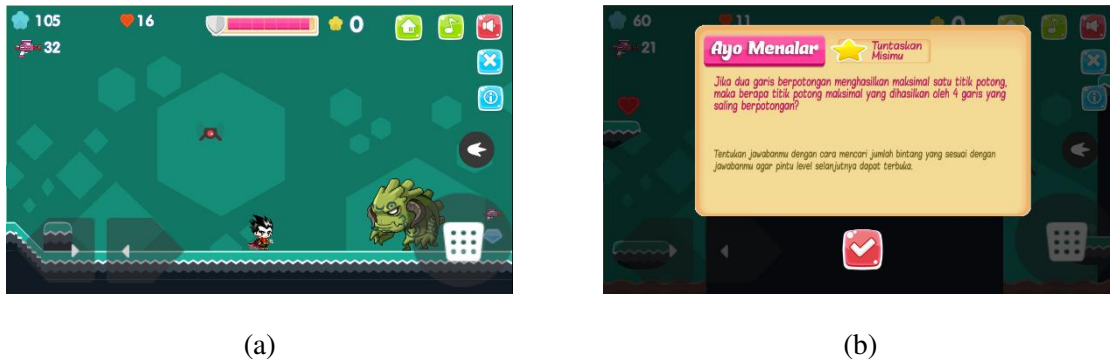 105
16
0
32
60
11
0
21
Ayo Menalar
Tuntaskan
Misimu
Jika dua garis berpotongan menghasilkan maksimal satu titik potong,
maka berapa titik potong maksimal yang dihasilkan oleh 4 garis yang
saling berpotongan?
Tentukan jawabanmu dengan cara mencari jumlah bintang yang sesuai dengan
jawabanmu agar pintu level selanjutnya dapat terbuka.
(a)
(b)